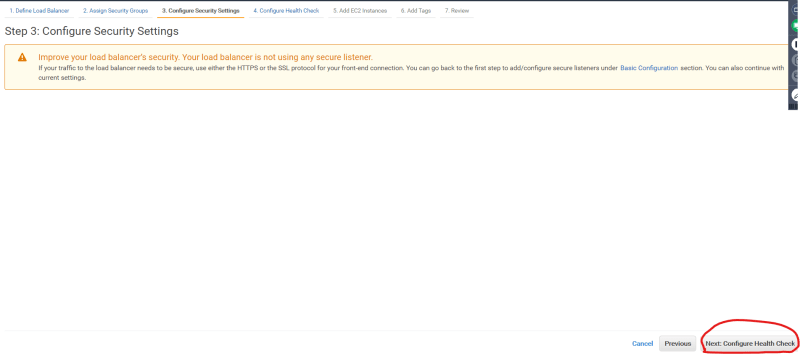 1. Define Load Balancer 2. Assign Security Groups 3. Configure Security Settings 4. Configure Health Check 5. Add EC2 Instances 6. Add Tags 7. Review
Step 3: Configure Security Settings
Improve your load balancer's security. Your load balancer is not using any secure listener.
If your traffic to the load balancer needs to be secure, use either the HTTPS or the SSL protocol for your front-end connection. You can go back to the first step to add/configure secure listeners under Basic Configuration section. You can also continue with
current settings.
Cancel Previous Next: Configure Health Check